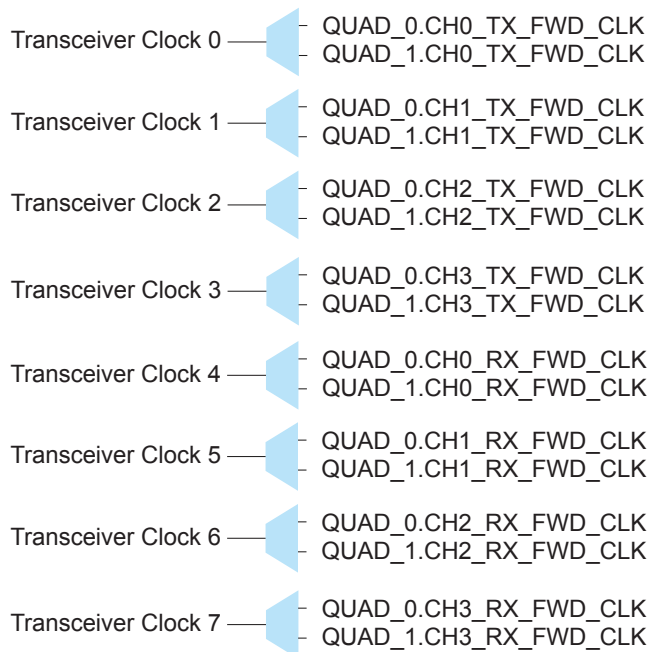 Transceiver Clock 0
QUAD_0.CH0_TX_FWD_CLK
QUAD_1.CH0_TX_FWD_CLK
Transceiver Clock 1
QUAD_0.CH1_TX_FWD_CLK
QUAD_1.CH1_TX_FWD_CLK
Transceiver Clock 2
QUAD_0.CH2_TX_FWD_CLK
QUAD_1.CH2_TX_FWD_CLK
Transceiver Clock 3
QUAD_0.CH3_TX_FWD_CLK
QUAD_1.CH3_TX_FWD_CLK
Transceiver Clock 4
QUAD_0.CH0_RX_FWD_CLK
QUAD_1.CH0_RX_FWD_CLK
Transceiver Clock 5
QUAD_0.CH1_RX_FWD_CLK
QUAD_1.CH1_RX_FWD_CLK
Transceiver Clock 6
QUAD_0.CH2_RX_FWD_CLK
QUAD_1.CH2_RX_FWD_CLK
Transceiver Clock 7
QUAD_0.CH3_RX_FWD_CLK
QUAD_1.CH3_RX_FWD_CLK